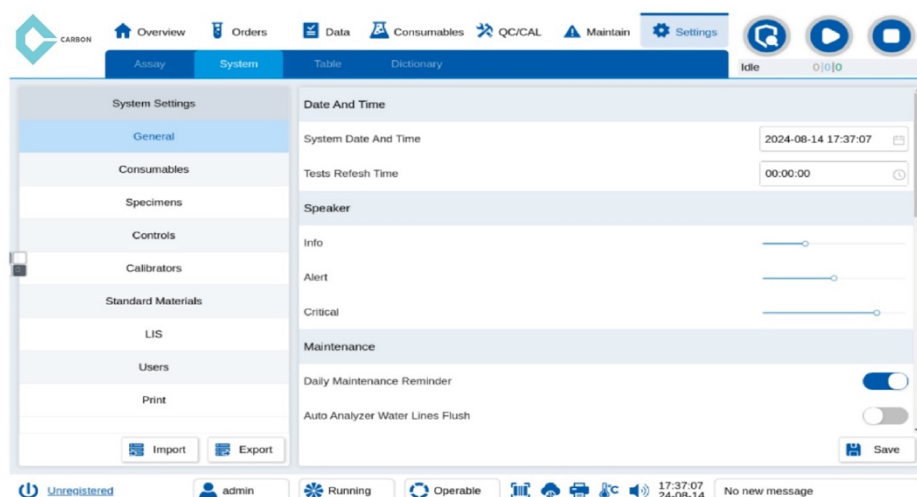 CARBON
Overview
Orders
Data
Consumables
QC/CAL
Maintain
Settings
Assay
System
Table
Dictionary
Idle
0|0|0
System Settings
General
Consumables
Specimens
Controls
Calibrators
Standard Materials
LIS
Users
Print
Import
Export
Date And Time
System Date And Time
2024-08-14 17:37:07
Tests Refesh Time
00:00:00
Speaker
Info
Alert
Critical
Maintenance
Daily Maintenance Reminder
Auto Analyzer Water Lines Flush
Save
Unregistered
admin
Running
Operable
°C
17:37:07
24-08-14
No new message